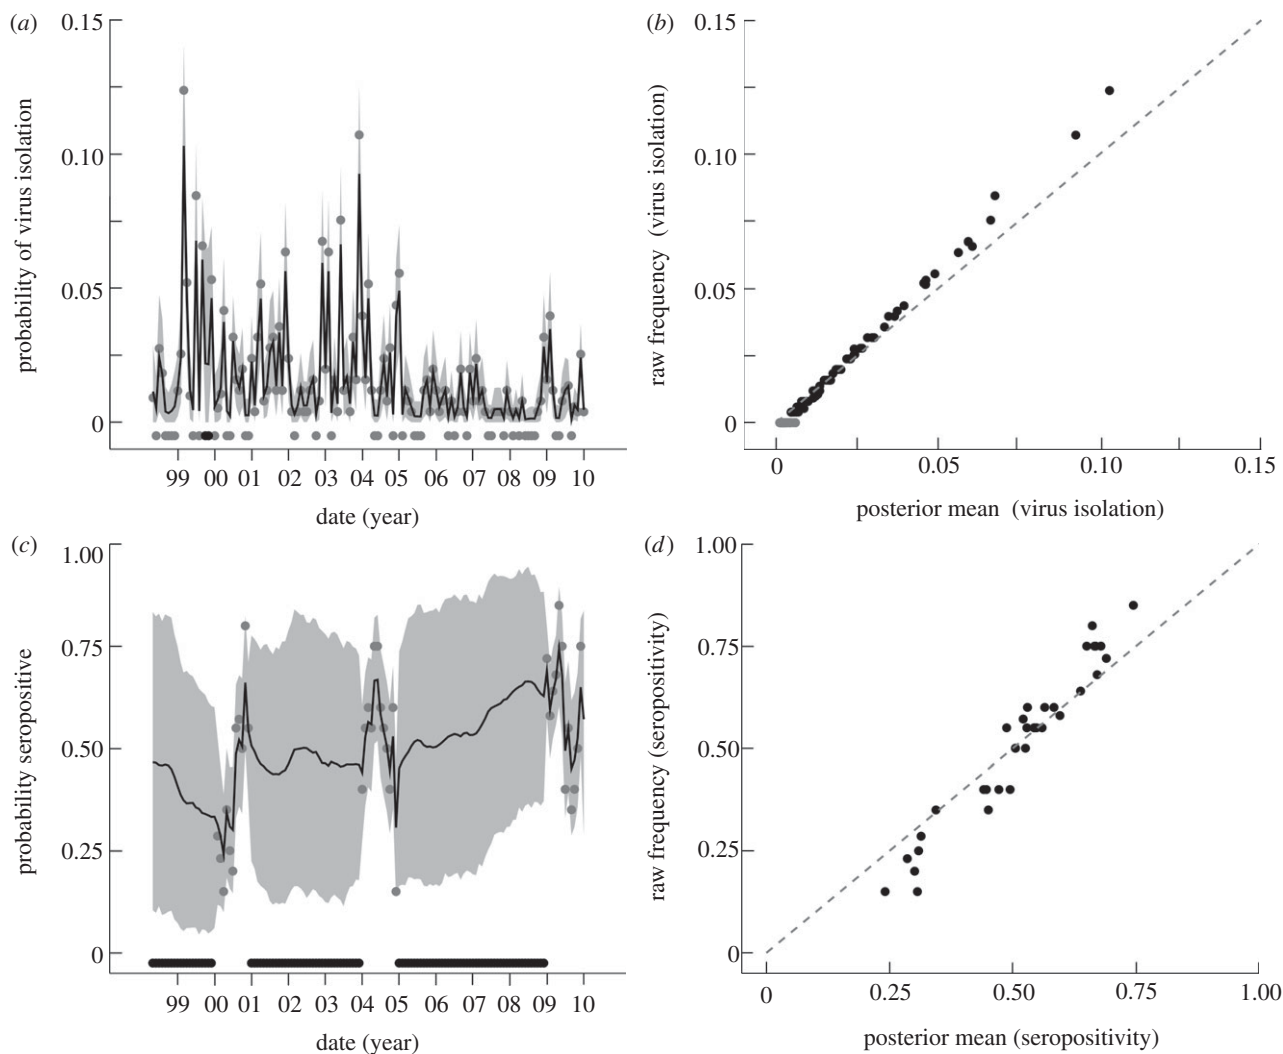 (a)
0.15
0.10
0.05
0
probability of virus isolation
99 00 01 02 03 04 05 06 07 08 09 10
date (year)
(b)
0.15
0.10
0.05
0
raw frequency (virus isolation)
0 0.05 0.10 0.15
posterior mean (virus isolation)
(c)
1.00
0.75
0.50
0.25
0
probability seropositive
99 00 01 02 03 04 05 06 07 08 09 10
date (year)
(d)
1.00
0.75
0.50
0.25
0
raw frequency (seropositivity)
0 0.25 0.50 0.75 1.00
posterior mean (seropositivity)